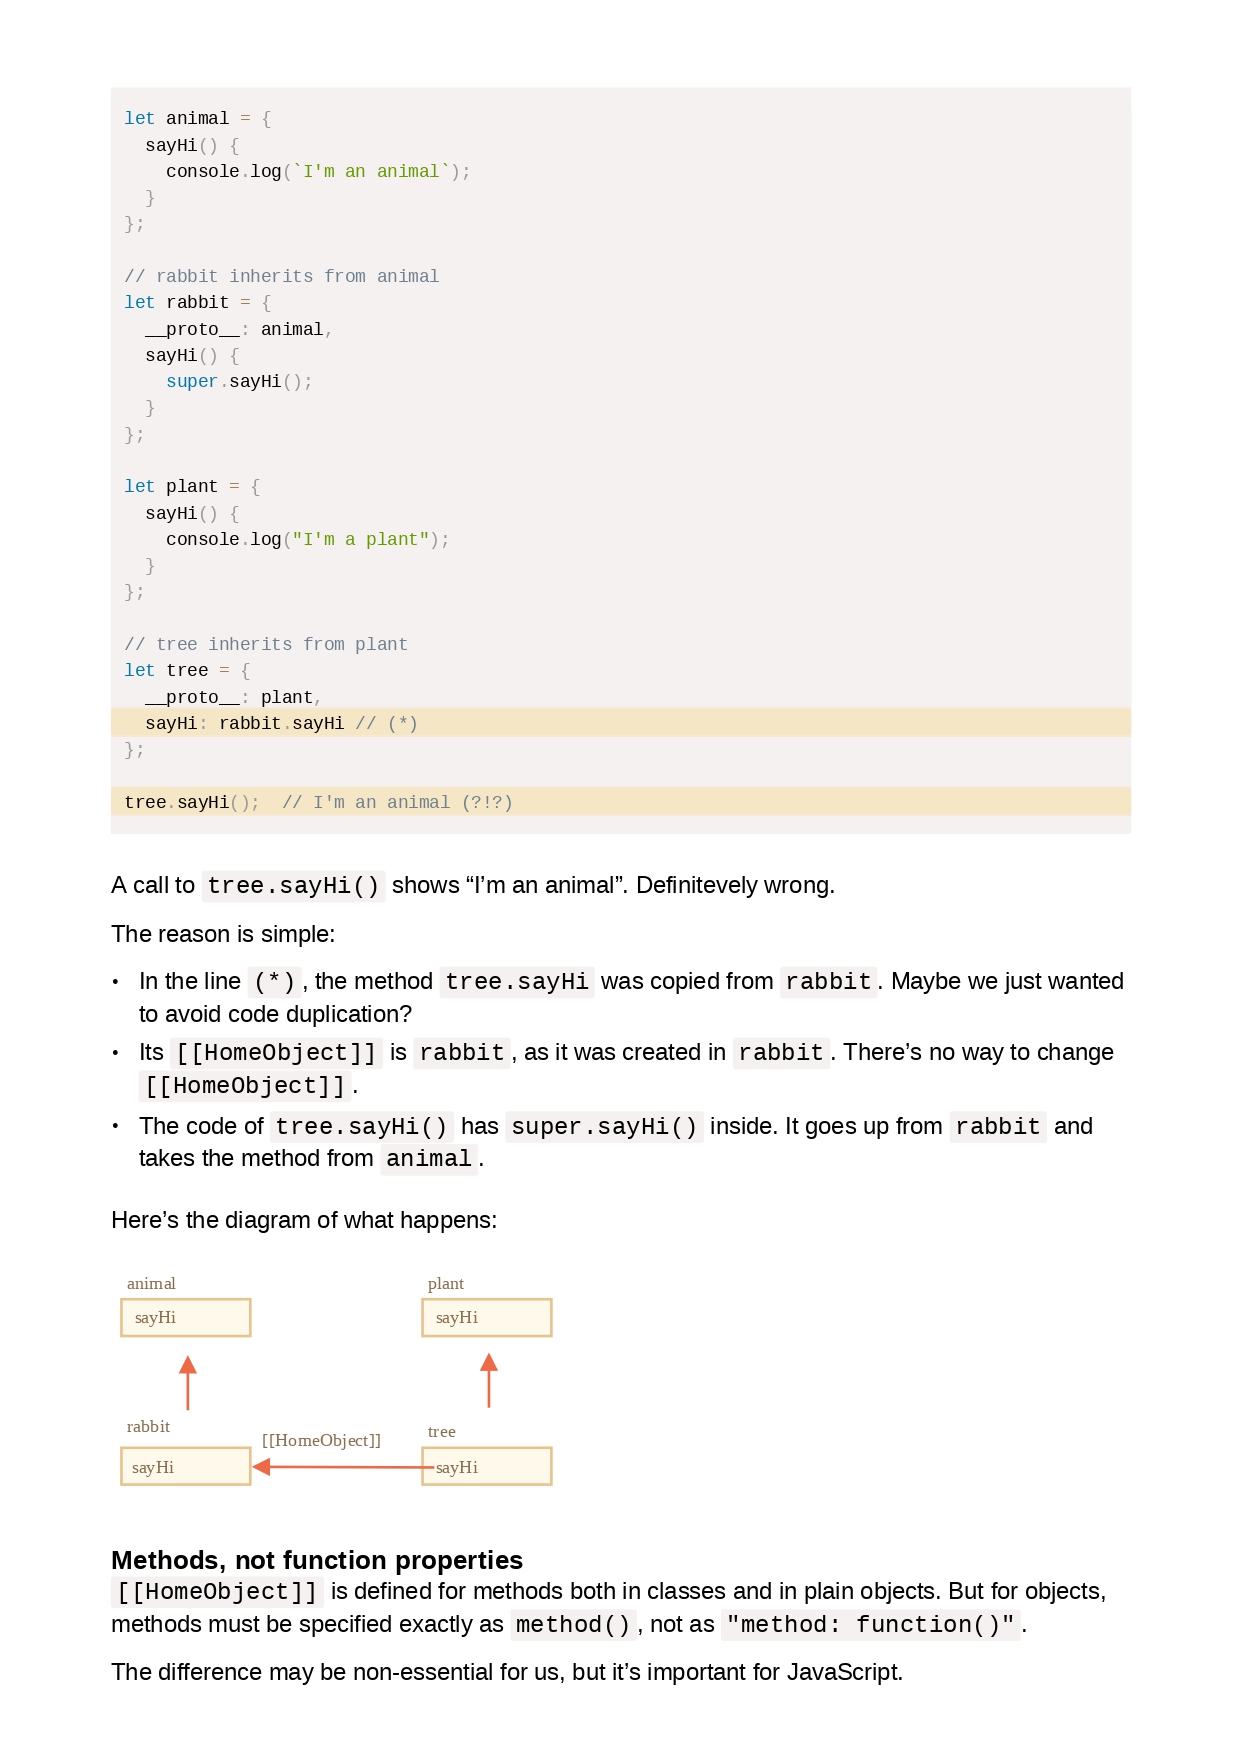 let animal = {
  sayHi() {
    console.log(`I'm an animal`);
  }
};

// rabbit inherits from animal
let rabbit = {
  __proto__: animal,
  sayHi() {
    super.sayHi();
  }
};

let plant = {
  sayHi() {
    console.log("I'm a plant");
  }
};

// tree inherits from plant
let tree = {
  __proto__: plant,
  sayHi: rabbit.sayHi // (*)
};

tree.sayHi();  // I'm an animal (?!?)
A call to tree.sayHi() shows “I’m an animal”. Definitevely wrong.
The reason is simple:
• In the line (*), the method tree.sayHi was copied from rabbit. Maybe we just wanted
to avoid code duplication?
• Its [[HomeObject]] is rabbit, as it was created in rabbit. There’s no way to change
[[HomeObject]].
• The code of tree.sayHi() has super.sayHi() inside. It goes up from rabbit and
takes the method from animal.
Here’s the diagram of what happens:
animal
plant
sayHi
sayHi
rabbit
[[HomeObject]]
tree
sayHi
sayHi
Methods, not function properties
[[HomeObject]] is defined for methods both in classes and in plain objects. But for objects,
methods must be specified exactly as method(), not as "method: function()".
The difference may be non-essential for us, but it’s important for JavaScript.